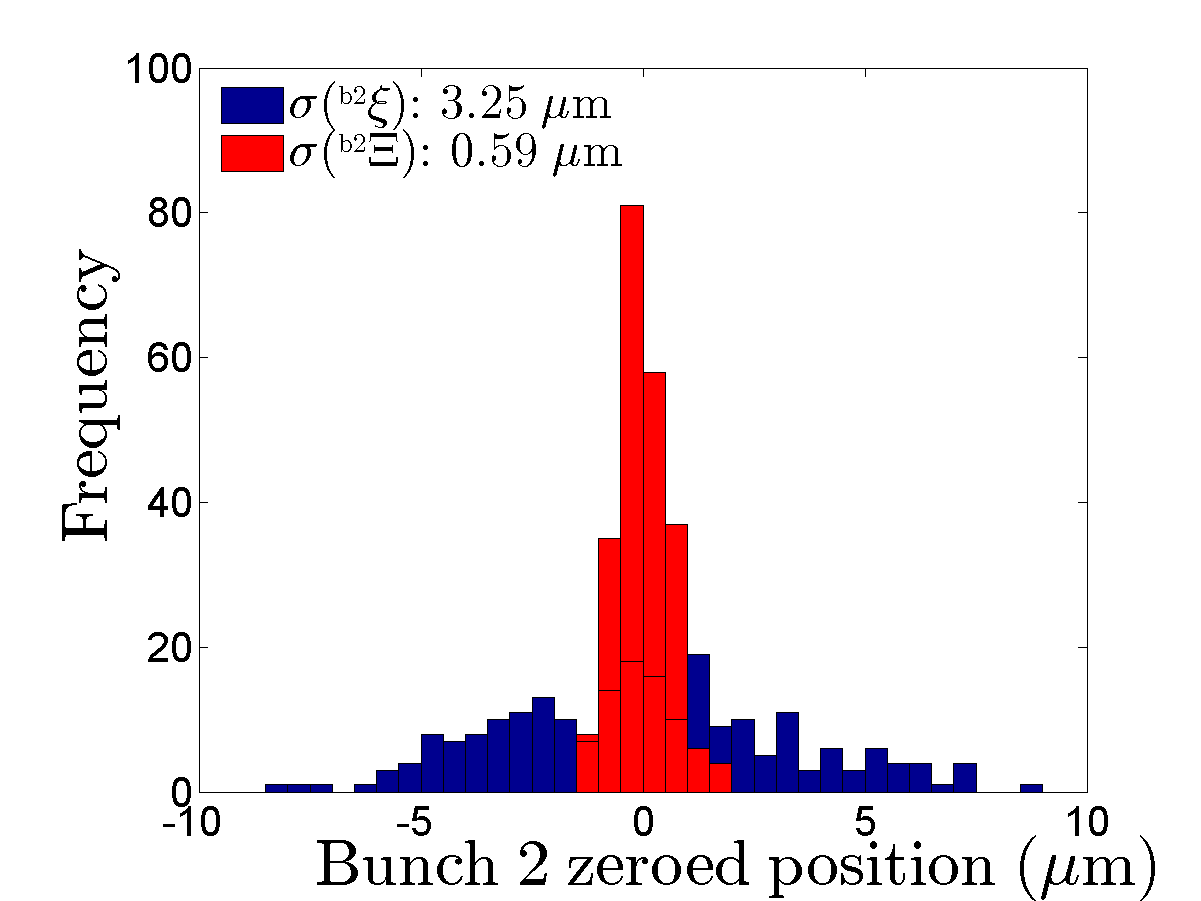 100
80
60
40
20
0
-10 -5 0 5 10
σ(ᵇ²ξ): 3.25 μm
σ(ᵇ²Ξ): 0.59 μm
Frequency
Bunch 2 zeroed position (μm)